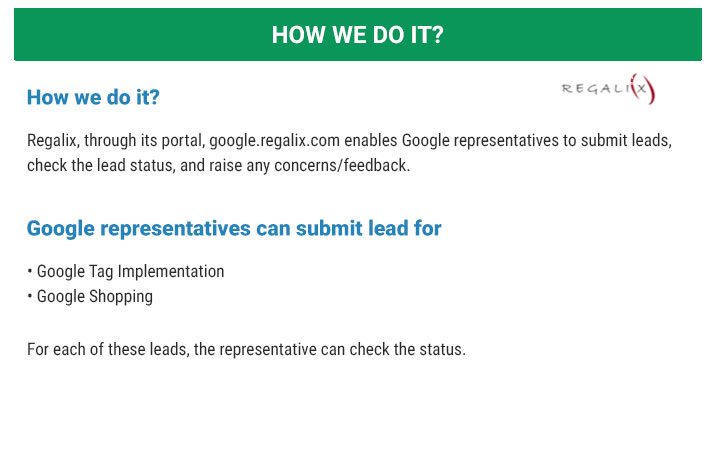 HOW WE DO IT?
REGALIX
How we do it?
Regalix, through its portal, google.regalix.com enables Google representatives to submit leads,
check the lead status, and raise any concerns/feedback.
Google representatives can submit lead for
• Google Tag Implementation
• Google Shopping
For each of these leads, the representative can check the status.